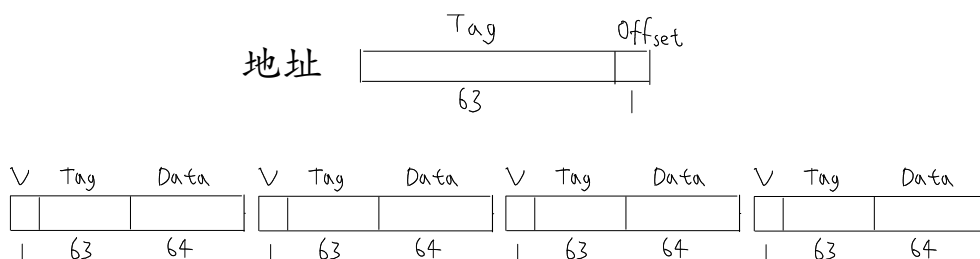 Tag Offset
地址
63 1
V Tag Data V Tag Data V Tag Data V Tag Data
1 63 64 1 63 64 1 63 64 1 63 64